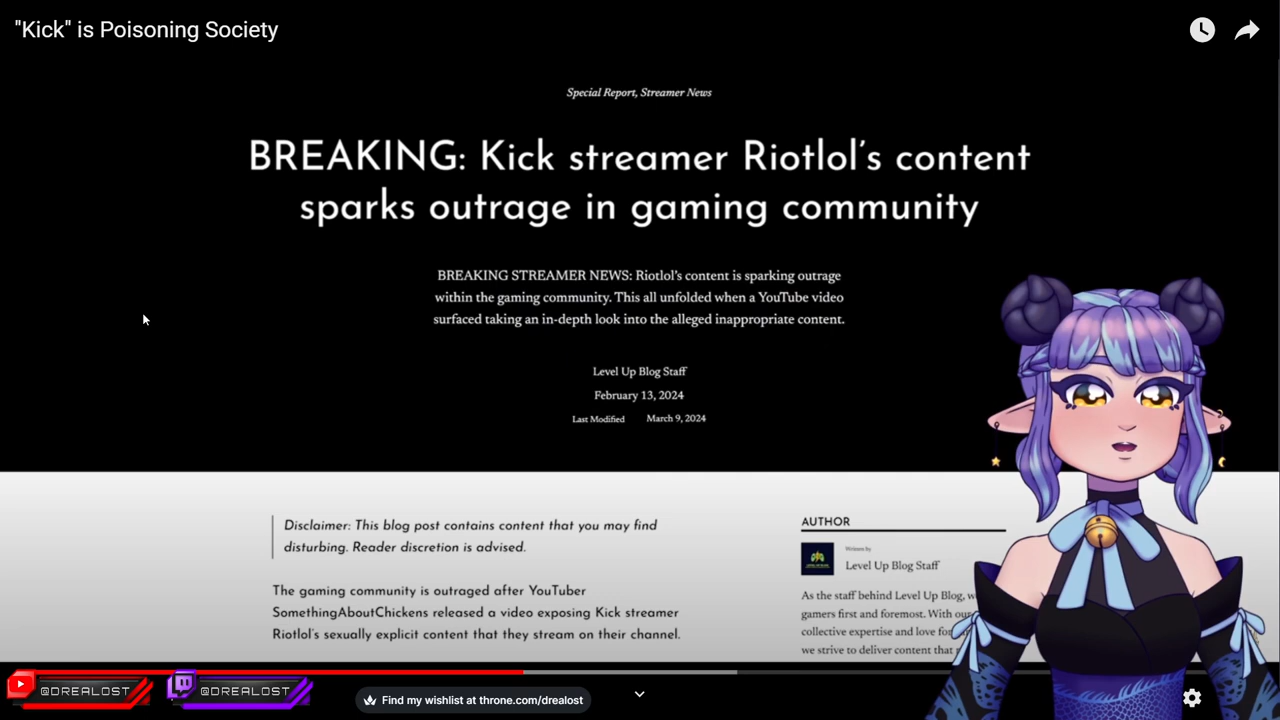 "Kick" is Poisoning Society
Special Report, Streamer News
BREAKING: Kick streamer Riotlol's content
sparks outrage in gaming community
BREAKING STREAMER NEWS: Riotlol's content is sparking outrage
within the gaming community. This all unfolded when a YouTube video
surfaced taking an in-depth look into the alleged inappropriate content.
Level Up Blog Staff
February 13, 2024
Last Modified March 9, 2024
Disclaimer: This blog post contains content that you may find
disturbing. Reader discretion is advised.
The gaming community is outraged after YouTuber
SomethingAboutChickens released a video exposing Kick streamer
Riotlol's sexually explicit content that they stream on their channel.
AUTHOR
Written by
Level Up Blog Staff
As the staff behind Level Up Blog, w
gamers first and foremost. With our
collective expertise and love for
we strive to deliver content that
@DREALOST
@DREALOST
Find my wishlist at throne.com/drealost